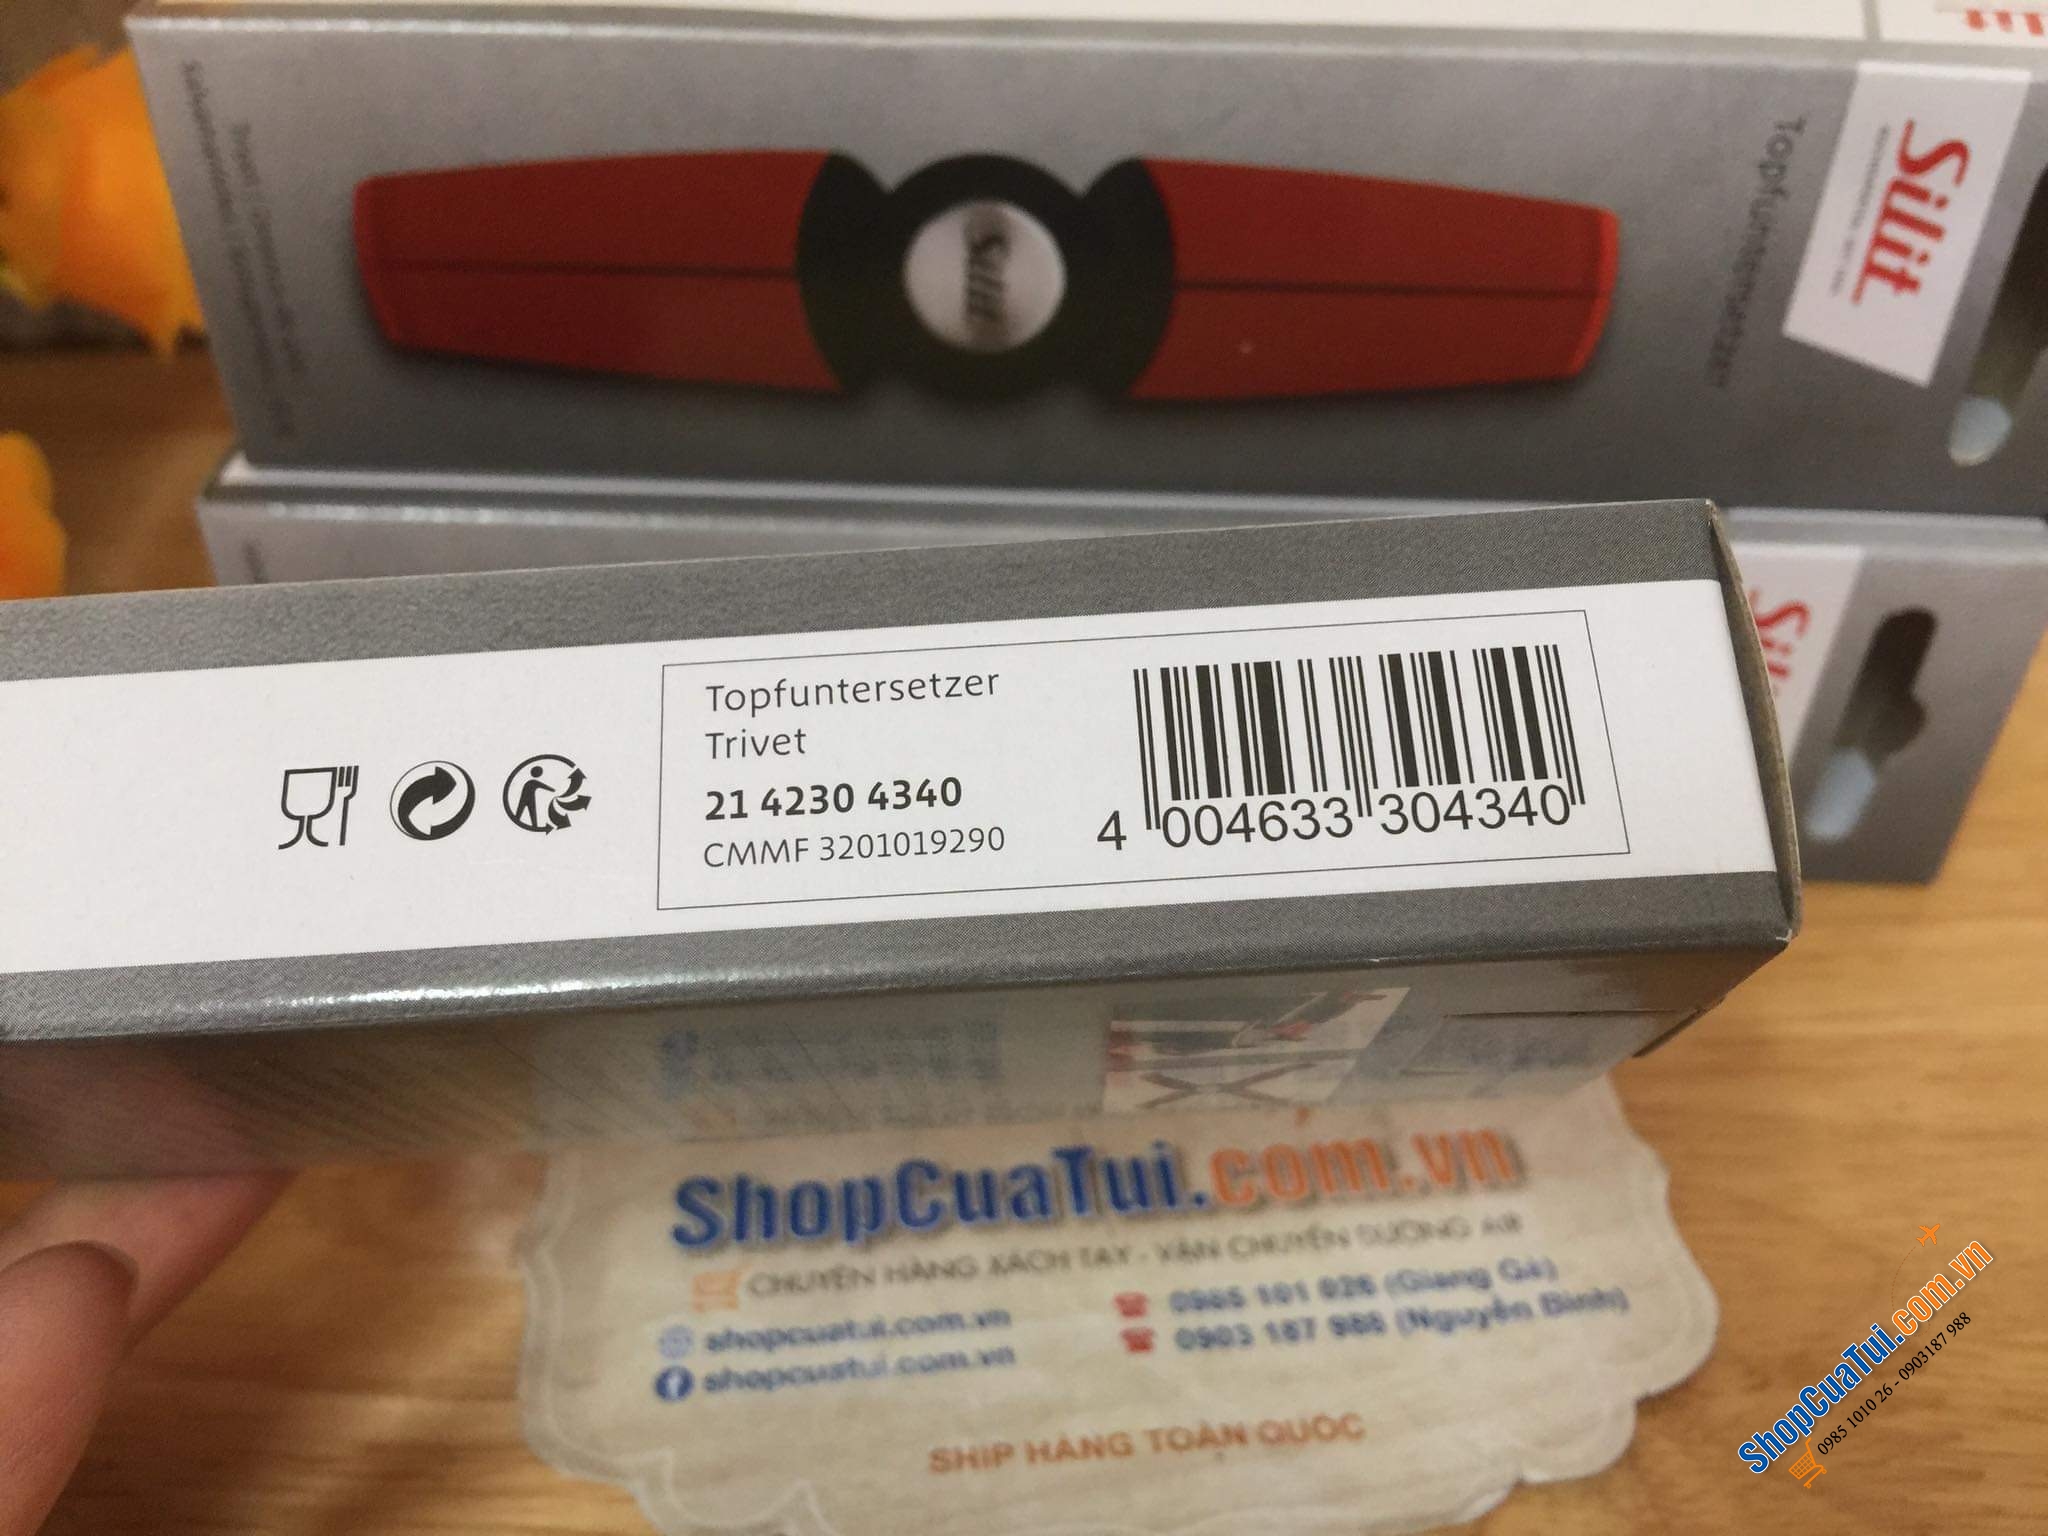 Silit
Topfuntersetzer
Silit
Silit
Topfuntersetzer
Trivet
21 4230 4340
CMMF 3201019290
4 004633 304340
ShopCuaTui.com.vn
CHUYÊN HÀNG XÁCH TAY - VẬN CHUYỂN ĐƯỜNG AIR
shopcuatui.com.vn
shopcuatui.com.vn
0985 101 026 (Giang Gà)
0903 187 988 (Nguyễn Bình)
SHIP HÀNG TOÀN QUỐC
ShopCuaTui.com.vn
0985 1010 26 - 0903187 988